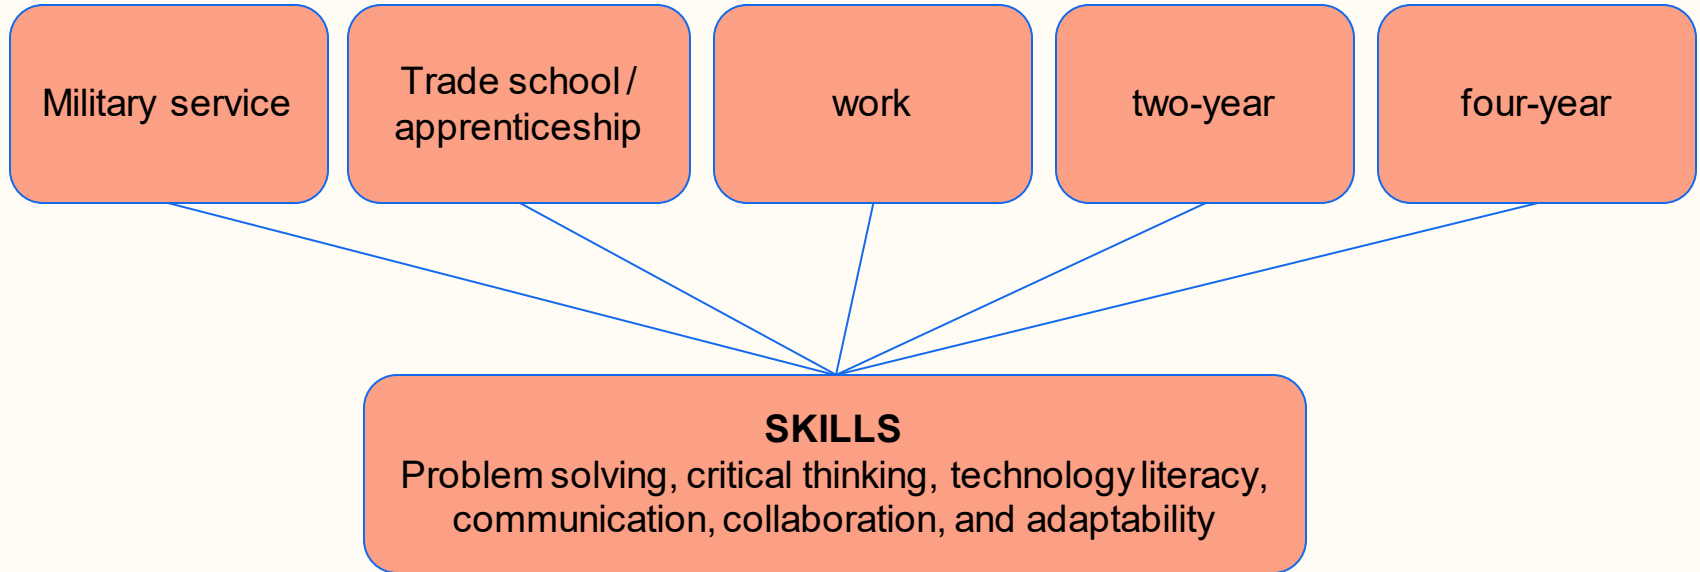 Military service
Trade school /
apprenticeship
work
two-year
four-year
SKILLS
Problem solving, critical thinking, technology literacy,
communication, collaboration, and adaptability